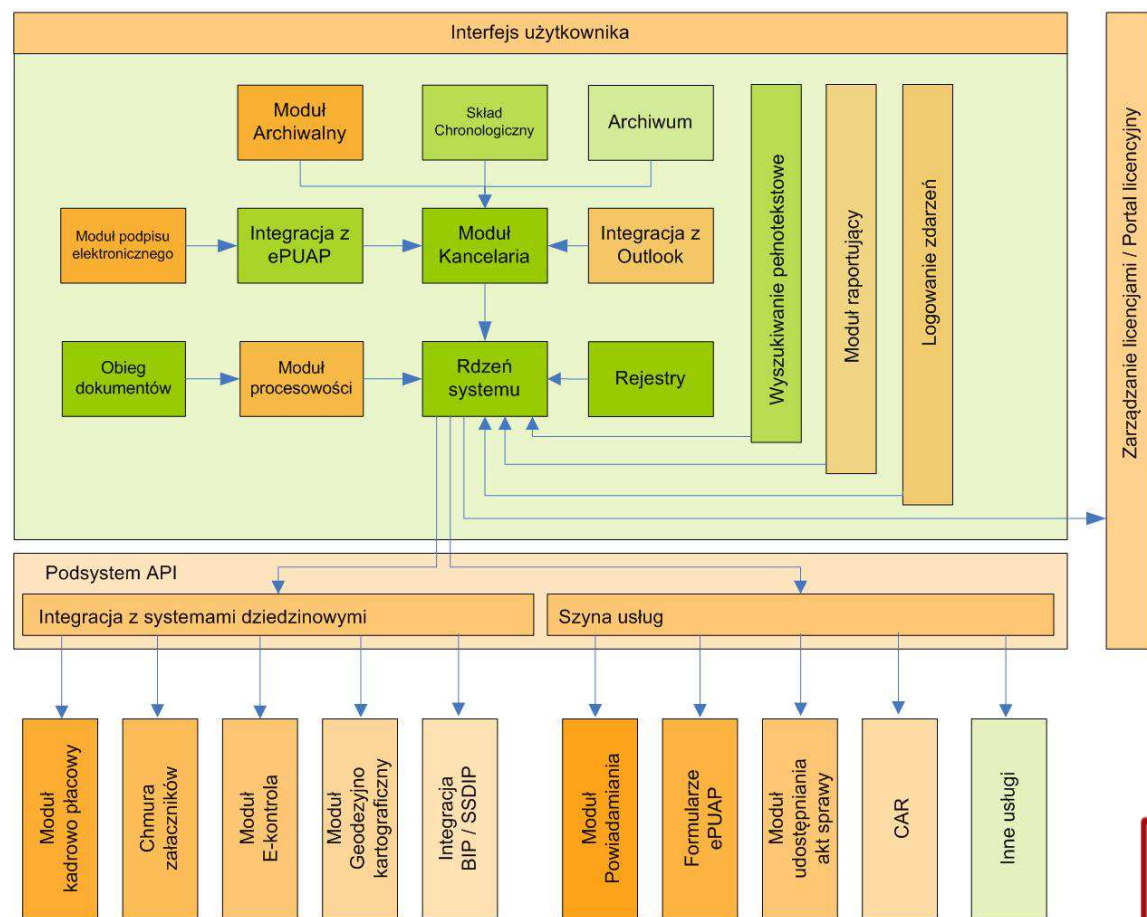 Interfejs użytkownika
Moduł
Archiwalny
Skład
Chronologiczny
Archiwum
Moduł podpisu
elektronicznego
Integracja z
ePUAP
Moduł
Kancelaria
Integracja z
Outlook
Obieg
dokumentów
Moduł
procesowości
Rdzeń
systemu
Rejestry
Wyszukiwanie pełnotekstowe
Moduł raportujący
Logowanie zdarzeń
Zarządzanie licencjami / Portal licencyjny
Podsystem API
Integracja z systemami dziedzinowymi
Szyna usług
Moduł
kadrowo płacowy
Chmura
załaczników
Moduł
E-kontrola
Moduł
Geodezyjno
kartograficzny
Integracja
BIP / SSDIP
Moduł
Powiadamiania
Formularze
ePUAP
Moduł
udostępniania
akt sprawy
CAR
Inne usługi